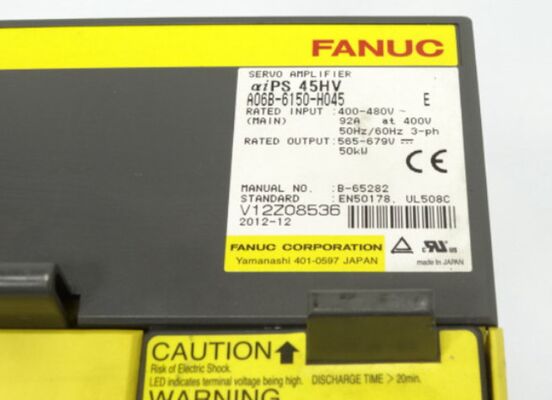 FANUC
SERVO AMPLIFIER
αiPS 45HV
A06B-6150-H045 E
RATED INPUT :400-480V ~
(MAIN) 92A at 400V
50Hz/60Hz 3-ph
RATED OUTPUT:565-679V ⎓
50kW
CE
MANUAL NO. :B-65282
STANDARD :EN50178, UL508C
V12Z08536
2012-12
FANUC CORPORATION
Yamanashi 401-0597 JAPAN
c RU us
made in JAPAN
CAUTION
Risk of Electric Shock.
LED indicates terminal voltage being high. DISCHARGE TIME > 20min.
WARNING